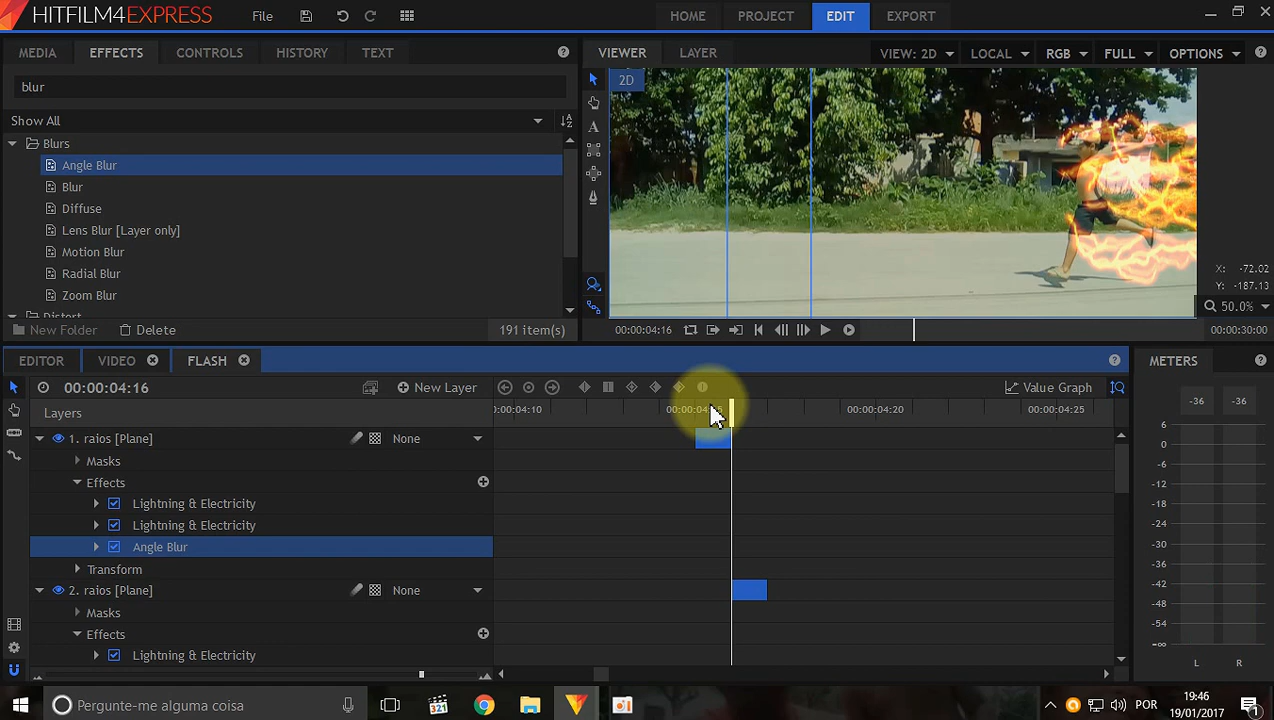 HITFILM4EXPRESS File HOME PROJECT EDIT EXPORT
MEDIA EFFECTS CONTROLS HISTORY TEXT
VIEWER LAYER VIEW: 2D LOCAL RGB FULL OPTIONS
blur
2D
Show All
Blurs
Angle Blur
Blur
Diffuse
Lens Blur [Layer only]
Motion Blur
Radial Blur
Zoom Blur
X: -72.02
Y: -187.13
50.0%
New Folder Delete 191 item(s)
00:00:04:16 00:00:30:00
EDITOR VIDEO FLASH
METERS
00:00:04:16 New Layer Value Graph
Layers
00:00:04:20 00:00:04:25
1. raios [Plane] None
Masks
Effects
Lightning & Electricity
Lightning & Electricity
Angle Blur
Transform
2. raios [Plane] None
Masks
Effects
Lightning & Electricity
-36 -36
6
0
-6
-12
-18
-24
-30
-36
-42
-48
-54
-∞
L R
Pergunte-me alguma coisa
POR
19:46
19/01/2017
1